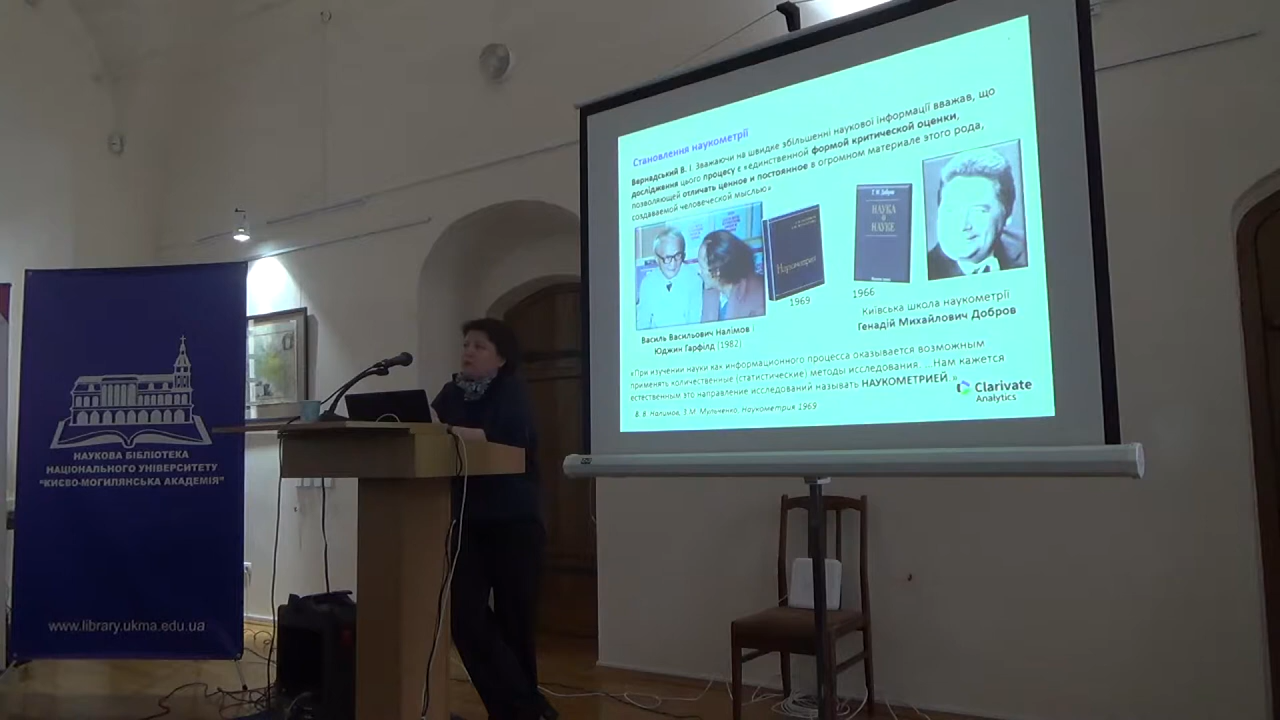 НАУКОВА БІБЛІОТЕКА
НАЦІОНАЛЬНОГО УНІВЕРСИТЕТУ
"КИЄВО-МОГИЛЯНСЬКА АКАДЕМІЯ"
www.library.ukma.edu.ua
Становлення наукометрії
Вернадський В. І. Зважаючи на швидке збільшенні наукової інформації вважав, що
дослідження цього процесу є «единственной формой критической оценки,
позволяющей отличать ценное и постоянное в огромном материале этого рода,
создаваемой человеческой мыслью»
Наукометрия
1969
Г. М. Добров
НАУКА
О
НАУКЕ
1966
Василь Васильович Налімов і
Юджин Гарфілд (1982)
Київська школа наукометрії
Генадій Михайлович Добров
«При изучении науки как информационного процесса оказывается возможным
применять количественные (статистические) методы исследования. ... Нам кажется
естественным это направление исследований называть НАУКОМЕТРИЕЙ.»
В. В. Налимов, З.М. Мульченко, Наукометрия 1969
Clarivate
Analytics